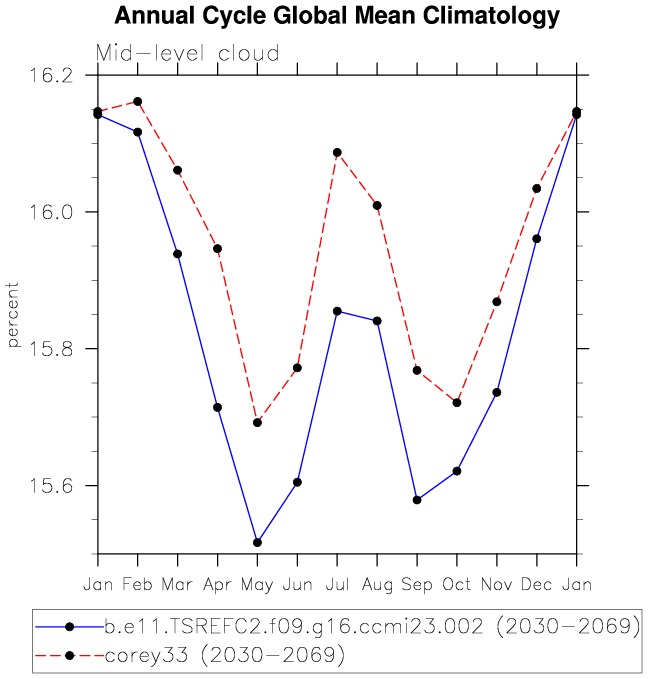 Annual Cycle Global Mean Climatology
Mid-level cloud
16.2
16.0
15.8
15.6
percent
Jan Feb Mar Apr May Jun Jul Aug Sep Oct Nov Dec Jan
b.e11.TSREFC2.f09.g16.ccmi23.002 (2030-2069)
corey33 (2030-2069)